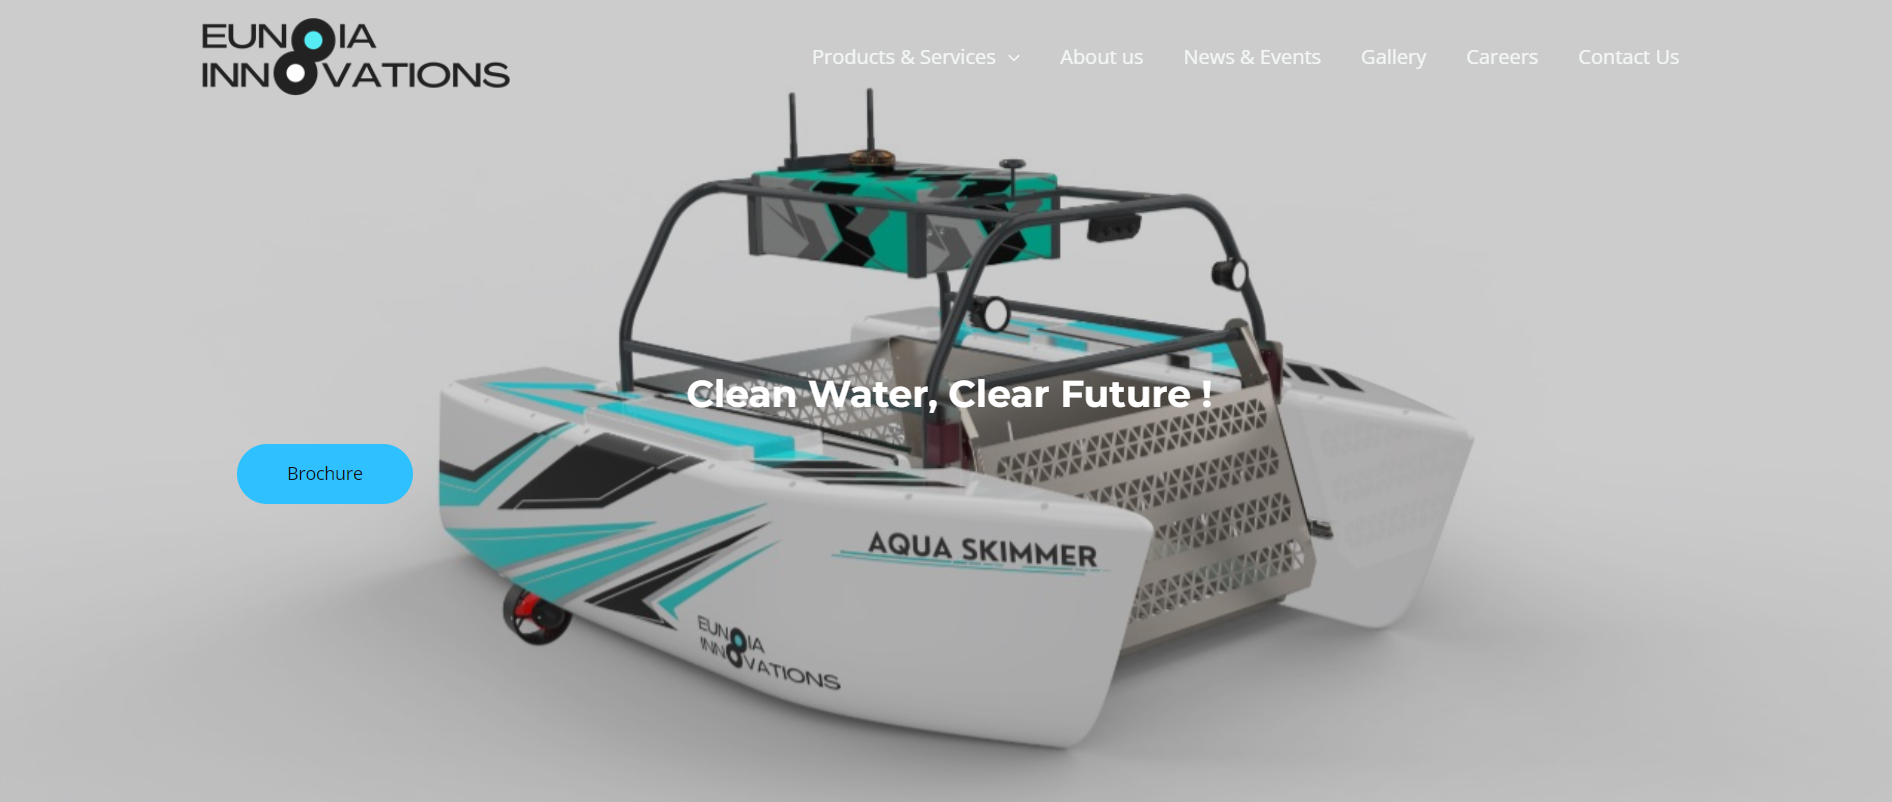 EUNOIA
INNOVATIONS
Products & Services
About us
News & Events
Gallery
Careers
Contact Us
Clean Water, Clear Future !
Brochure
AQUA SKIMMER
EUNOIA
INNOVATIONS